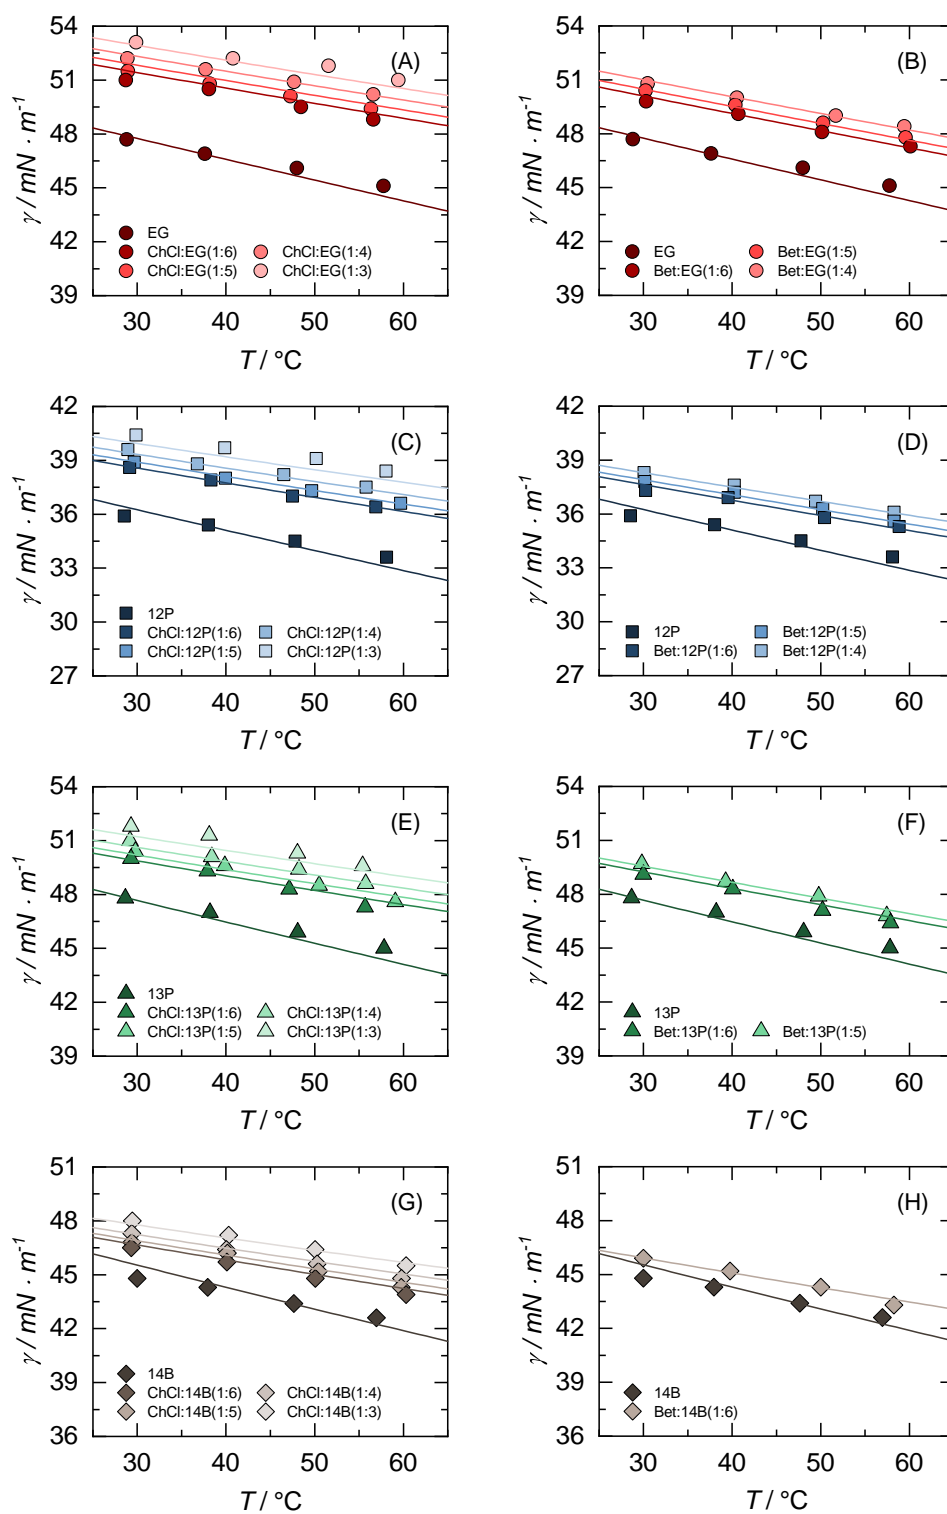 54
51
48
45
42
39
γ / mN · m⁻¹
(A)
EG
ChCl:EG(1:6)
ChCl:EG(1:4)
ChCl:EG(1:5)
ChCl:EG(1:3)
30 40 50 60
T / °C
54
51
48
45
42
39
γ / mN · m⁻¹
(B)
EG
Bet:EG(1:5)
Bet:EG(1:6)
Bet:EG(1:4)
30 40 50 60
T / °C
42
39
36
33
30
27
γ / mN · m⁻¹
(C)
12P
ChCl:12P(1:6)
ChCl:12P(1:4)
ChCl:12P(1:5)
ChCl:12P(1:3)
30 40 50 60
T / °C
42
39
36
33
30
27
γ / mN · m⁻¹
(D)
12P
Bet:12P(1:5)
Bet:12P(1:6)
Bet:12P(1:4)
30 40 50 60
T / °C
54
51
48
45
42
39
γ / mN · m⁻¹
(E)
13P
ChCl:13P(1:6)
ChCl:13P(1:4)
ChCl:13P(1:5)
ChCl:13P(1:3)
30 40 50 60
T / °C
54
51
48
45
42
39
γ / mN · m⁻¹
(F)
13P
Bet:13P(1:6)
Bet:13P(1:5)
30 40 50 60
T / °C
51
48
45
42
39
36
γ / mN · m⁻¹
(G)
14B
ChCl:14B(1:6)
ChCl:14B(1:4)
ChCl:14B(1:5)
ChCl:14B(1:3)
30 40 50 60
T / °C
51
48
45
42
39
36
γ / mN · m⁻¹
(H)
14B
Bet:14B(1:6)
30 40 50 60
T / °C